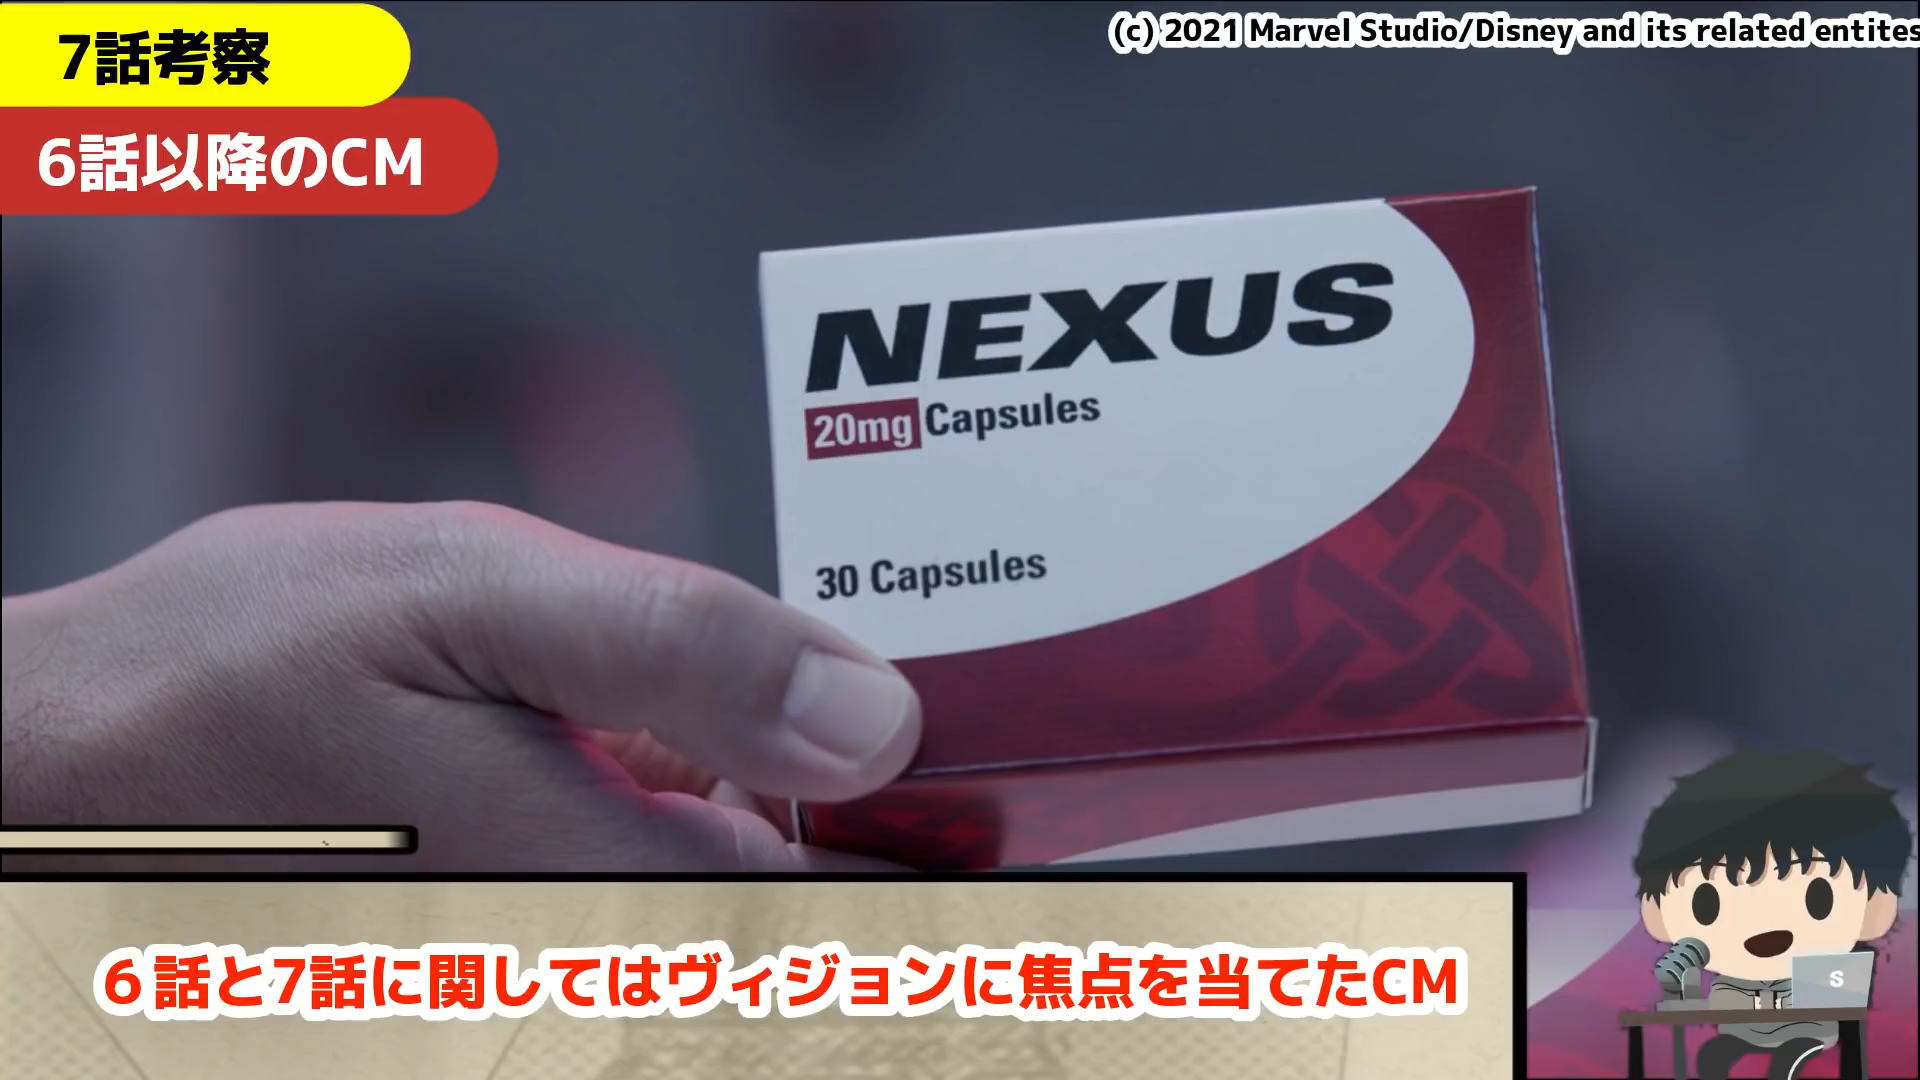 7話考察
(c) 2021 Marvel Studio/Disney and its related entites
6話以降のCM
NEXUS
20mg Capsules
30 Capsules
６話と7話に関してはヴィジョンに焦点を当てたCM
S